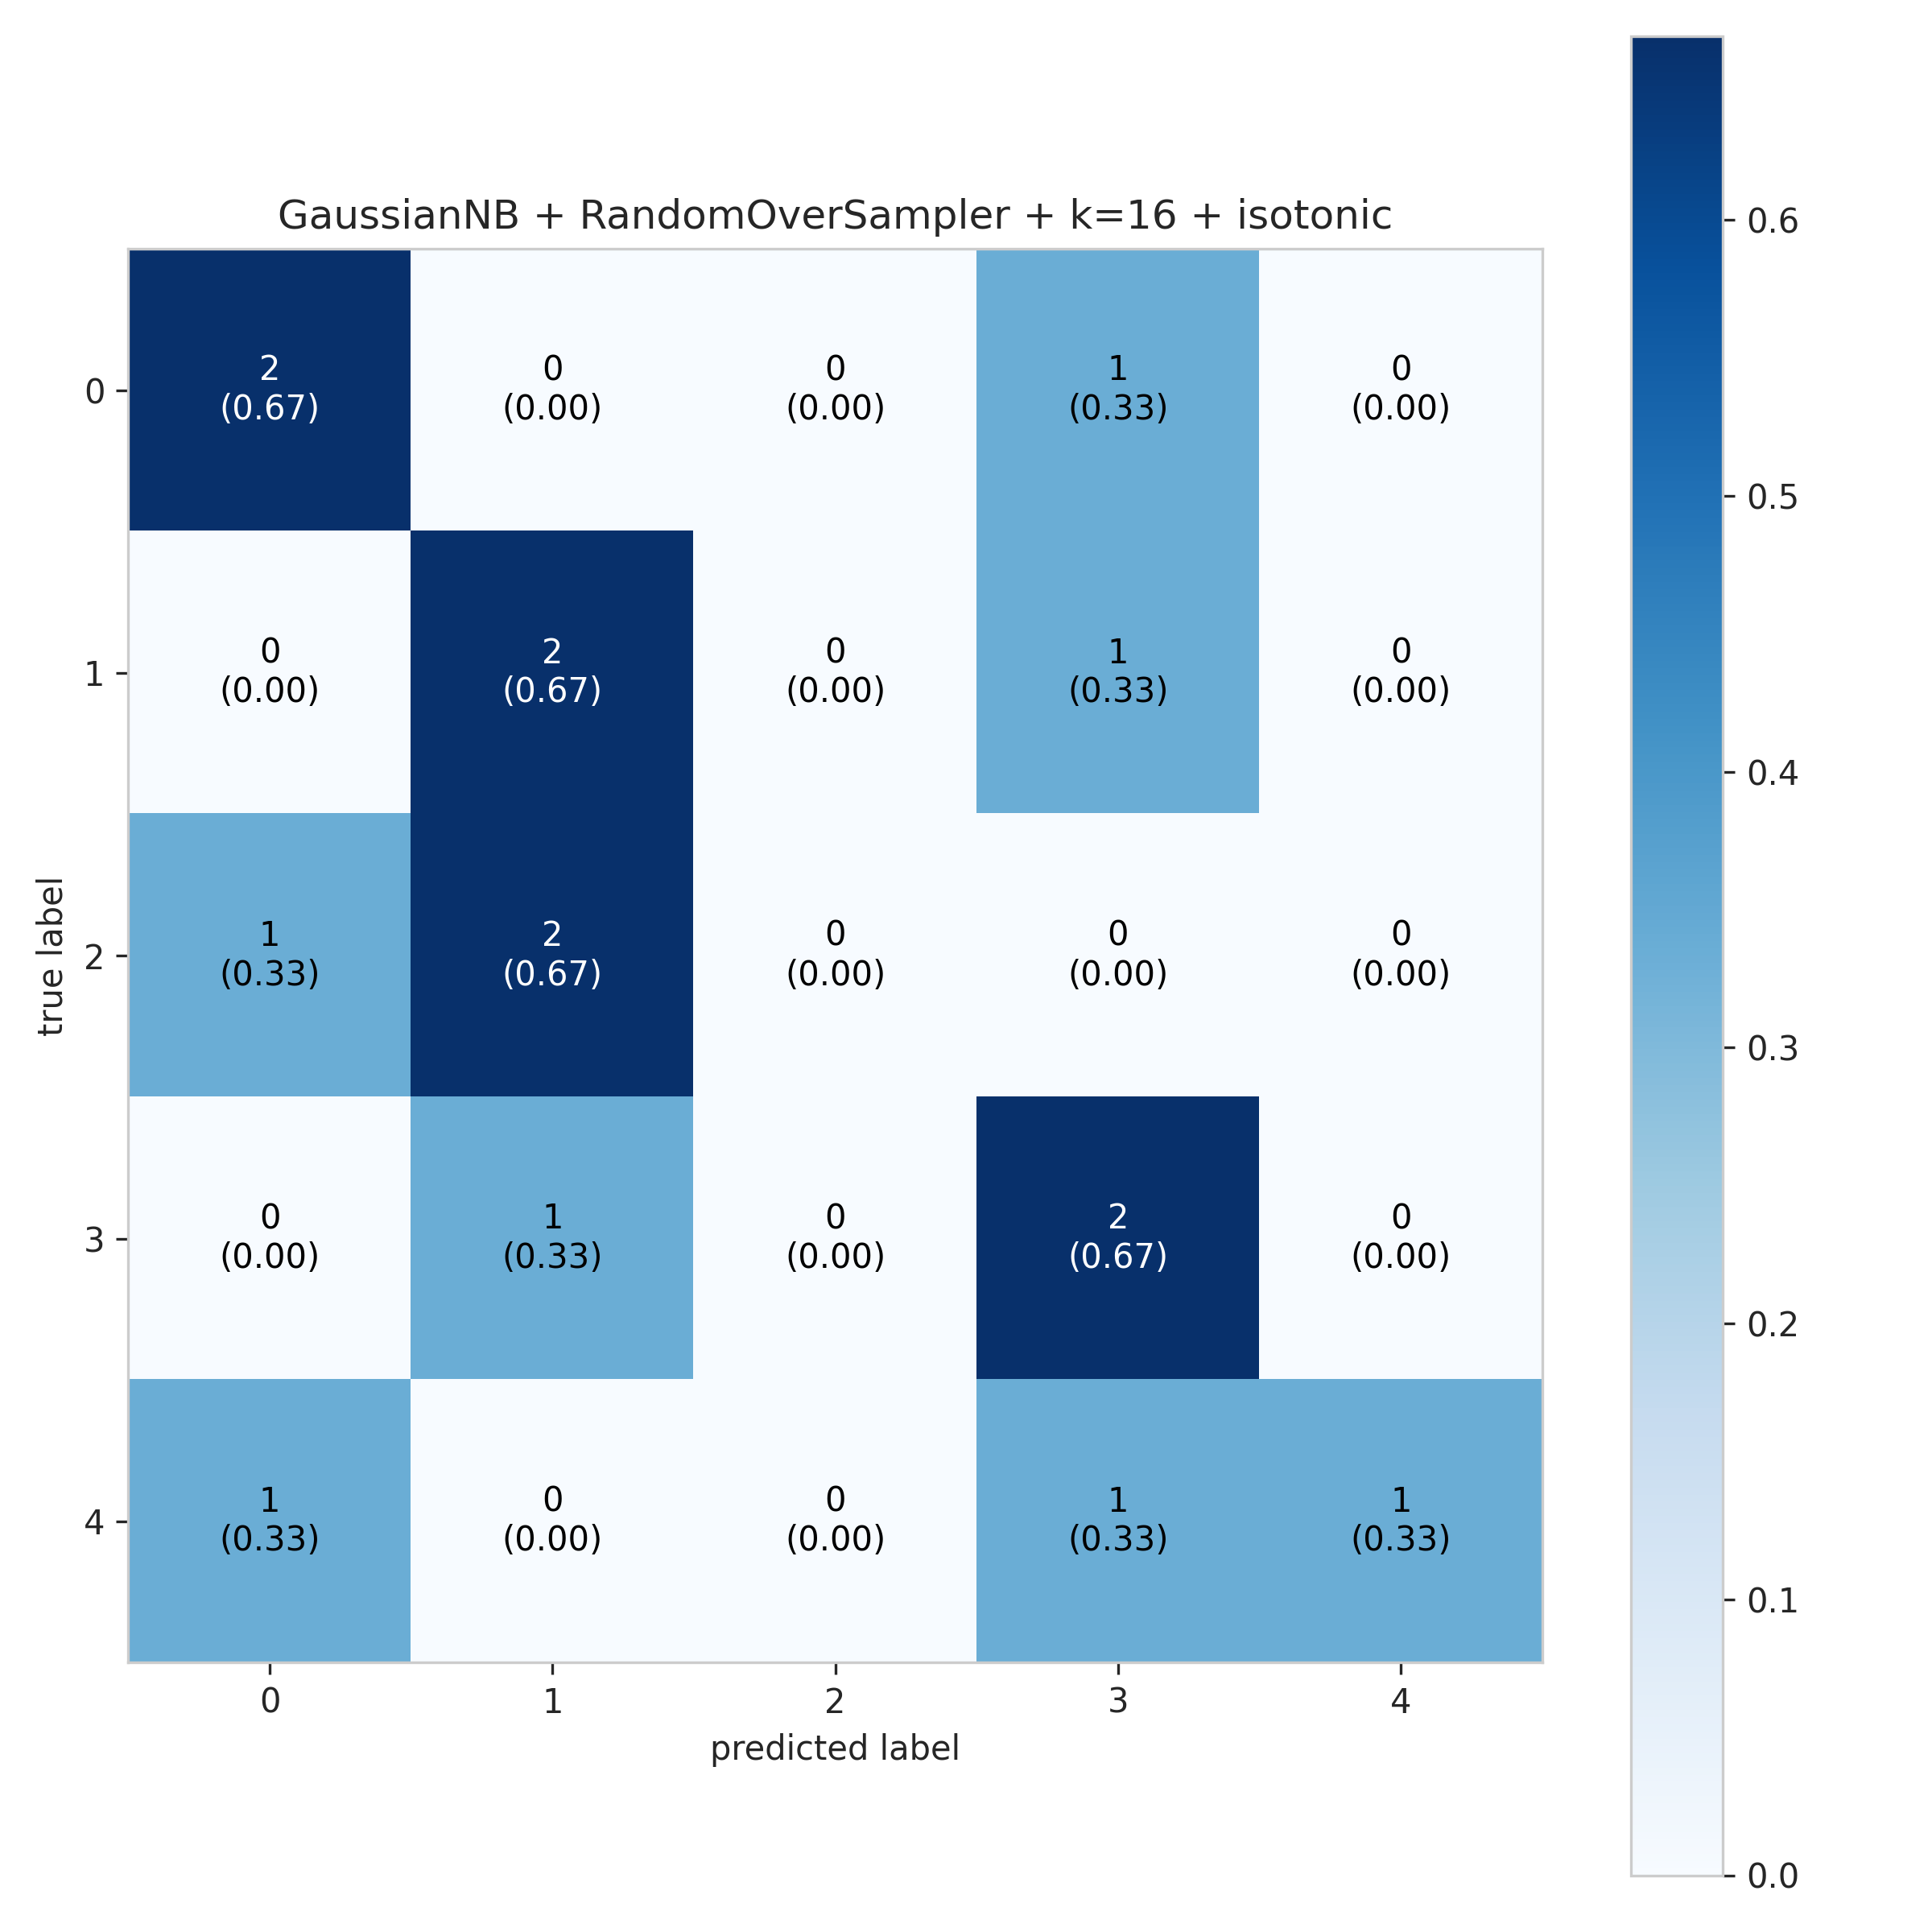 GaussianNB + RandomOverSampler + k=16 + isotonic
true label
0
2 0 0 1 0
(0.67) (0.00) (0.00) (0.33) (0.00)
1
0 2 0 1 0
(0.00) (0.67) (0.00) (0.33) (0.00)
2
1 2 0 0 0
(0.33) (0.67) (0.00) (0.00) (0.00)
3
0 1 0 2 0
(0.00) (0.33) (0.00) (0.67) (0.00)
4
1 0 0 1 1
(0.33) (0.00) (0.00) (0.33) (0.33)
0 1 2 3 4
predicted label
0.6
0.5
0.4
0.3
0.2
0.1
0.0